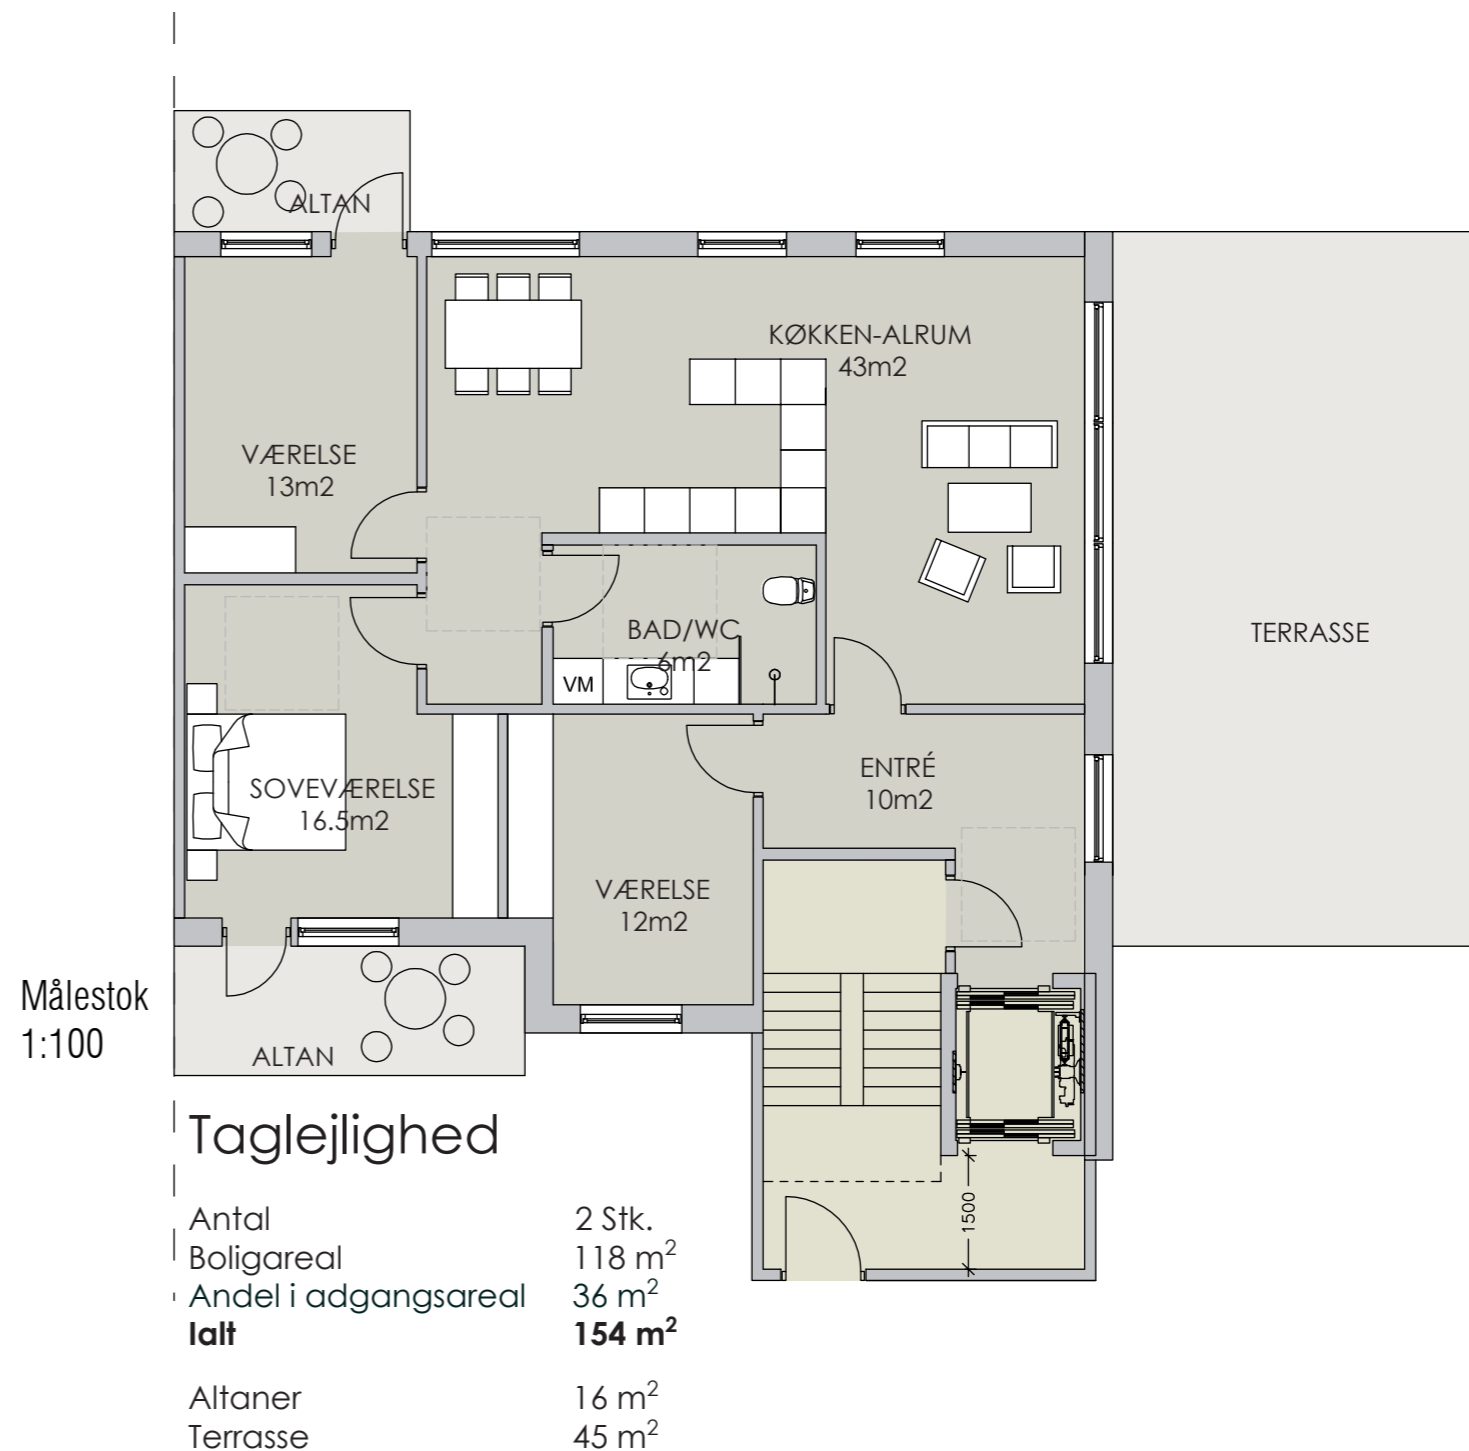 ALTAN
KØKKEN-ALRUM
43m2
VÆRELSE
13m2
TERRASSE
BAD/WC
6m2
VM
SOVEVÆRELSE
16.5m2
ENTRÉ
10m2
VÆRELSE
12m2
Målestok
1:100
ALTAN
1500
Taglejlighed
Antal 2 Stk.
Boligareal 118 m²
Andel i adgangsareal 36 m²
Ialt 154 m²
Altaner 16 m²
Terrasse 45 m²